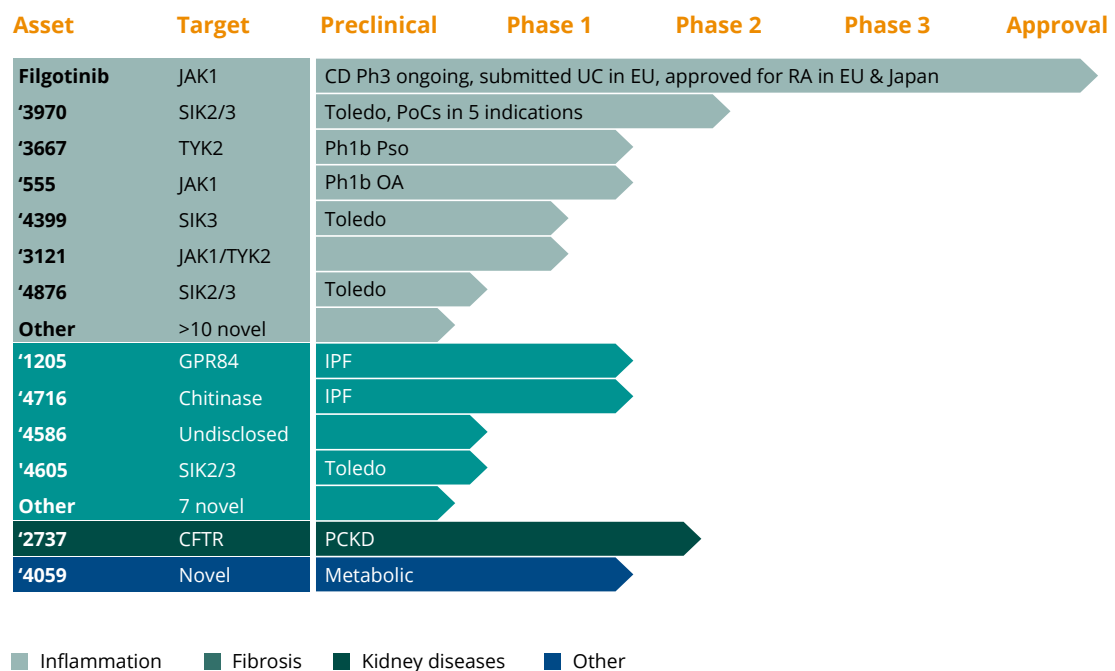 Asset Target Preclinical Phase 1 Phase 2 Phase 3 Approval
Filgotinib JAK1 CD Ph3 ongoing, submitted UC in EU, approved for RA in EU & Japan
‘3970 SIK2/3 Toledo, PoCs in 5 indications
‘3667 TYK2 Ph1b Pso
‘555 JAK1 Ph1b OA
‘4399 SIK3 Toledo
‘3121 JAK1/TYK2
‘4876 SIK2/3 Toledo
Other >10 novel
‘1205 GPR84 IPF
‘4716 Chitinase IPF
‘4586 Undisclosed
'4605 SIK2/3 Toledo
Other 7 novel
‘2737 CFTR PCKD
‘4059 Novel Metabolic
Inflammation Fibrosis Kidney diseases Other